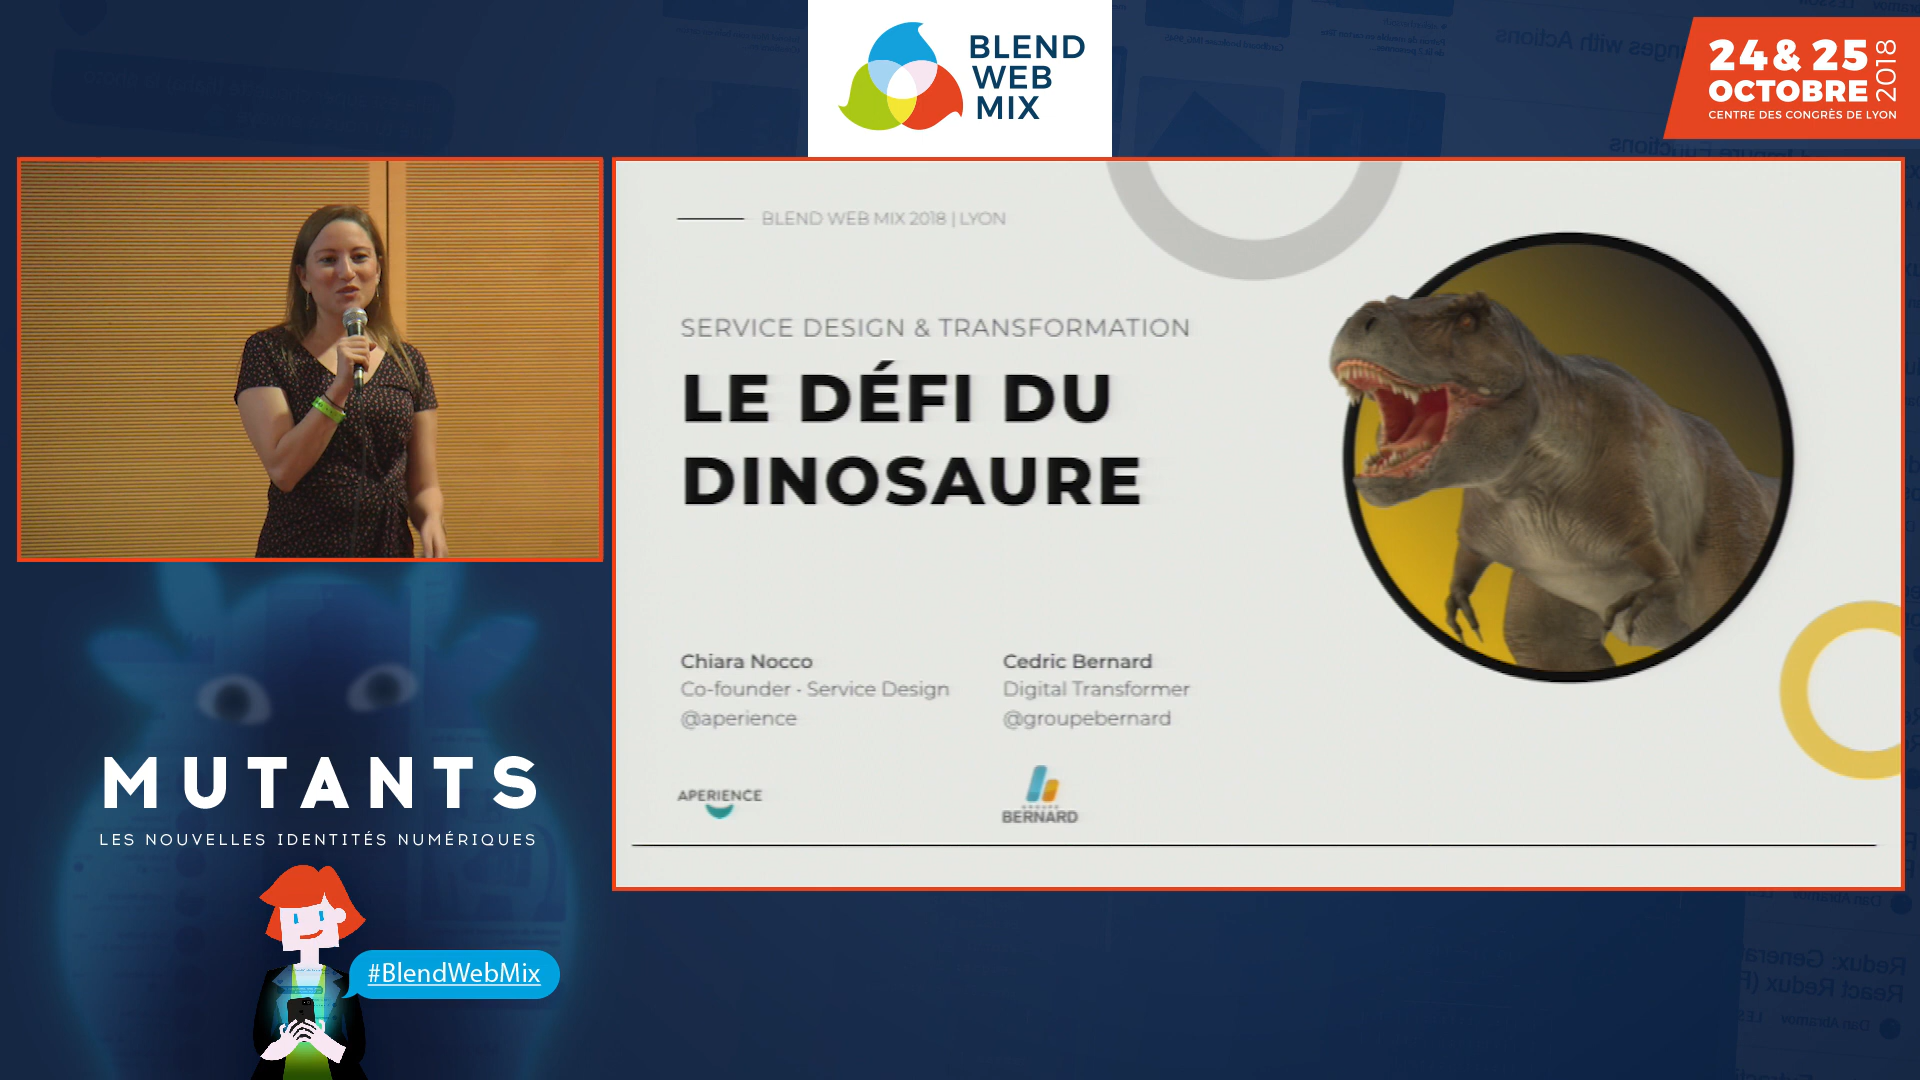 BLEND
WEB
MIX
24 & 25
OCTOBRE
2018
CENTRE DES CONGRÈS DE LYON
BLEND WEB MIX 2018 | LYON
SERVICE DESIGN & TRANSFORMATION
LE DÉFI DU
DINOSAURE
Chiara Nocco
Co-founder • Service Design
@aperience
Cedric Bernard
Digital Transformer
@groupebernard
APERIENCE
GROUPE
BERNARD
MUTANTS
LES NOUVELLES IDENTITÉS NUMÉRIQUES
#BlendWebMix